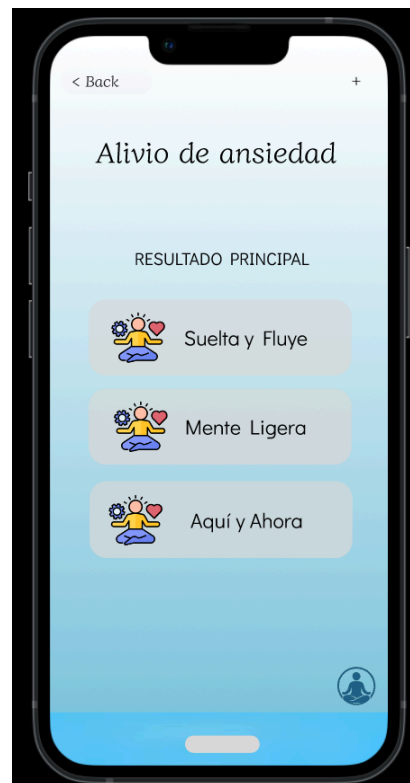 < Back
+
Alivio de ansiedad
RESULTADO PRINCIPAL
Suelta y Fluye
Mente Ligera
Aquí y Ahora